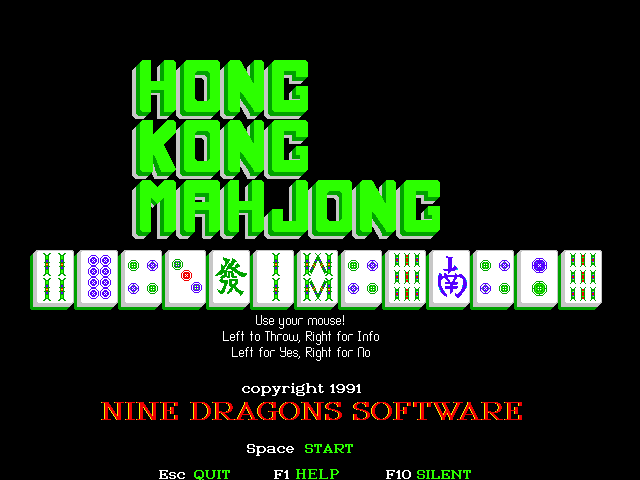 HONG
KONG
MAHJONG
發 南
Use your mouse!
Left to Throw, Right for Info
Left for Yes, Right for No
copyright 1991
NINE DRAGONS SOFTWARE
Space START
Esc QUIT F1 HELP F10 SILENT